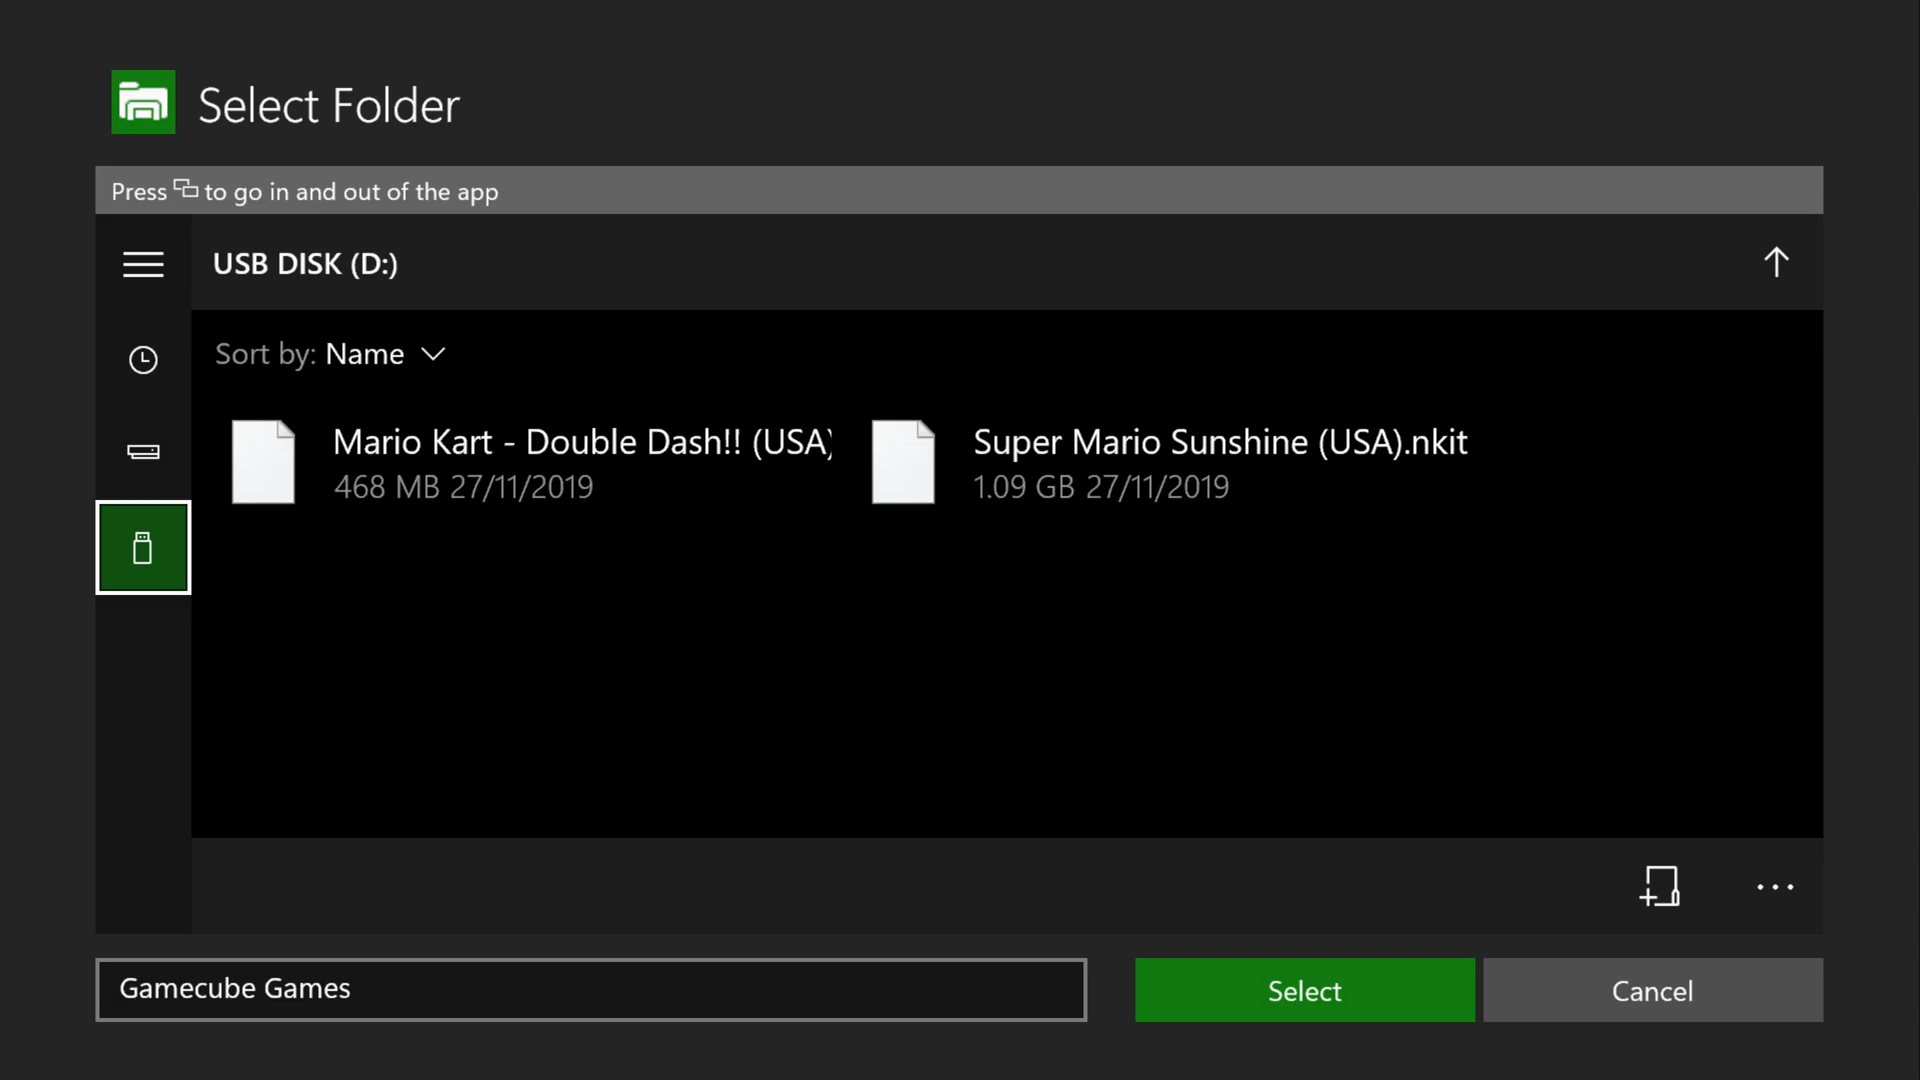 Select Folder
Press to go in and out of the app
USB DISK (D:)
Sort by: Name
Mario Kart - Double Dash!! (USA)
468 MB 27/11/2019
Super Mario Sunshine (USA).nkit
1.09 GB 27/11/2019
Gamecube Games
Select
Cancel